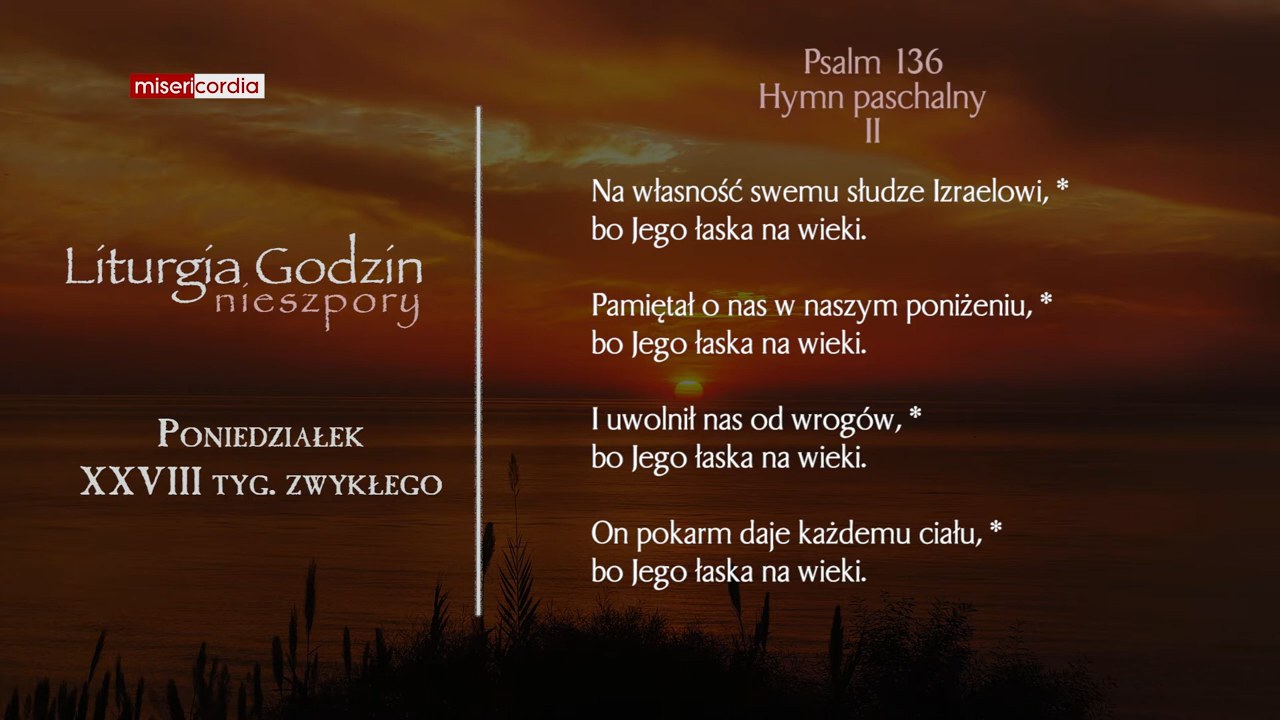 misericordia
Liturgia Godzin
nieszpory
Poniedziałek
XXVIII tyg. zwykłego
Psalm 136
Hymn paschalny
II
Na własność swemu słudze Izraelowi, *
bo Jego łaska na wieki.
Pamiętał o nas w naszym poniżeniu, *
bo Jego łaska na wieki.
I uwolnił nas od wrogów, *
bo Jego łaska na wieki.
On pokarm daje każdemu ciału, *
bo Jego łaska na wieki.